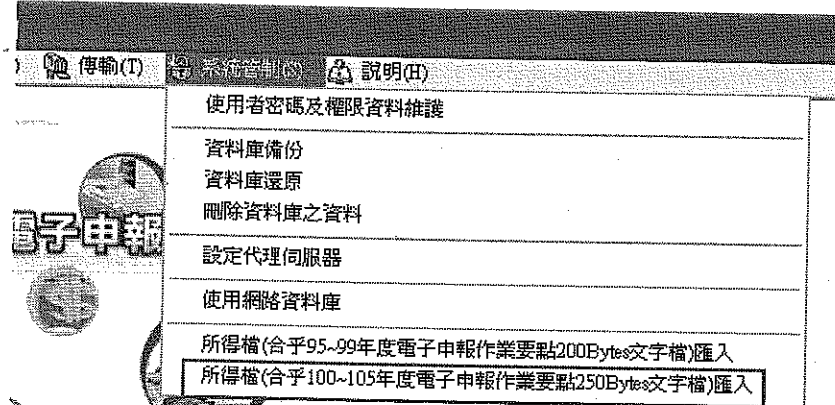 傳輸(T) 系統管制(S) 說明(H)
使用者密碼及權限資料維護
資料庫備份
資料庫還原
刪除資料庫之資料
電子申報
設定代理伺服器
使用網路資料庫
所得檔(合乎95~99年度電子申報作業要點200Bytes文字檔)匯入
所得檔(合乎100~105年度電子申報作業要點250Bytes文字檔)匯入